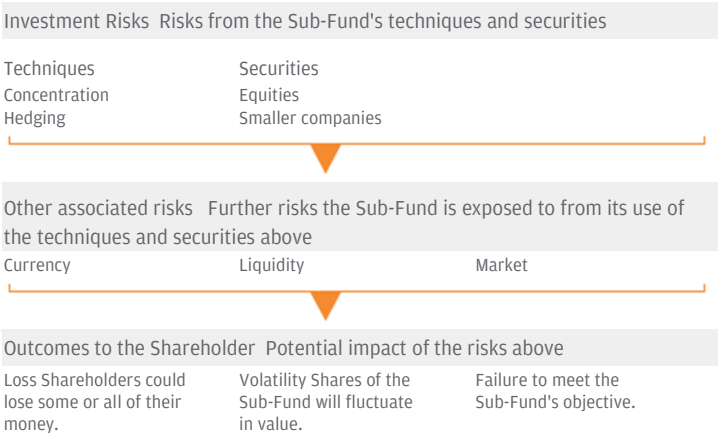 Investment Risks Risks from the Sub-Fund's techniques and securities
Techniques Securities
Concentration Equities
Hedging Smaller companies
Other associated risks Further risks the Sub-Fund is exposed to from its use of
the techniques and securities above
Currency Liquidity Market
Outcomes to the Shareholder Potential impact of the risks above
Loss Shareholders could
lose some or all of their
money.
Volatility Shares of the
Sub-Fund will fluctuate
in value.
Failure to meet the
Sub-Fund's objective.